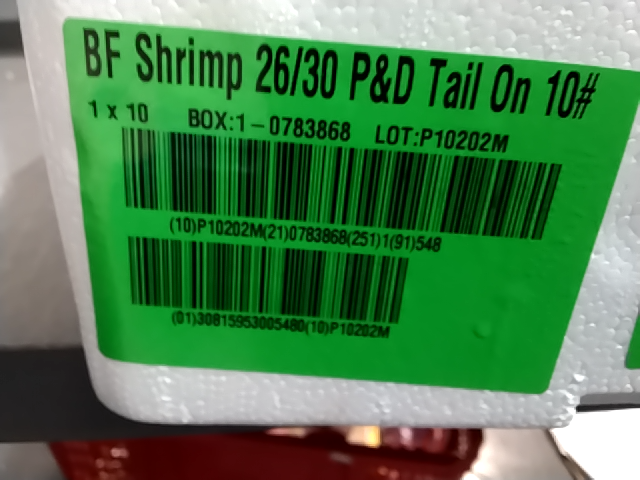 BF Shrimp 26/30 P&D Tail On 10#
1 x 10 BOX:1-0783868 LOT:P10202M
(10)P10202M(21)0783868(251)1(91)548
(01)30815953005480(10)P10202M